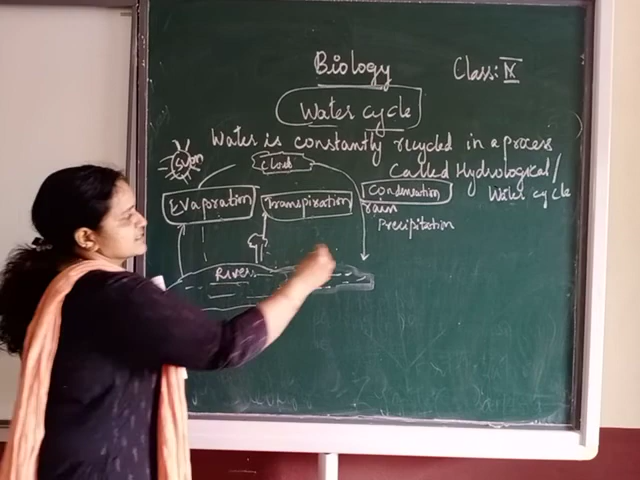 Biology
Class: IX
Water cycle
Water is constantly recycled in a process
Called Hydrological/
Water cycle
Sun
Cloud
Evapration
Transpiration
Condensation
rain
Precipitation
River